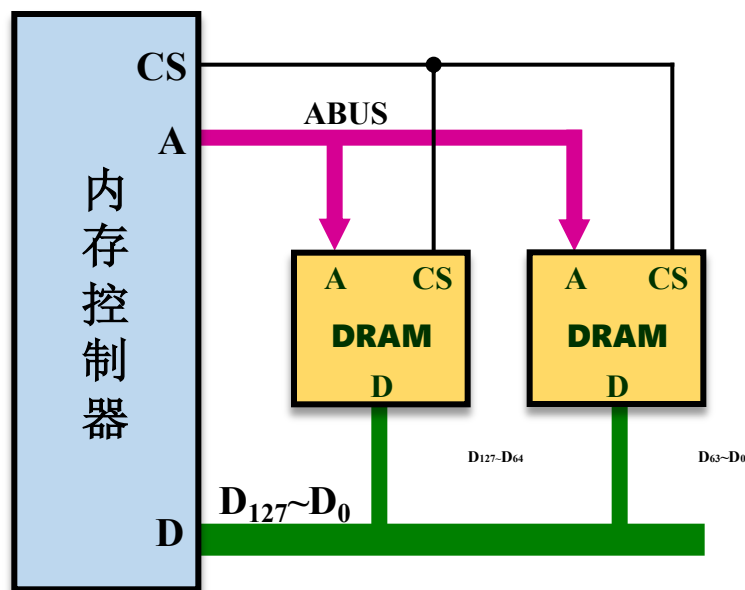 CS
ABUS
A
内
存
控
制
器
A CS
DRAM
D
A CS
DRAM
D
D₁₂₇~D₆₄
D₆₃~D₀
D₁₂₇~D₀
D